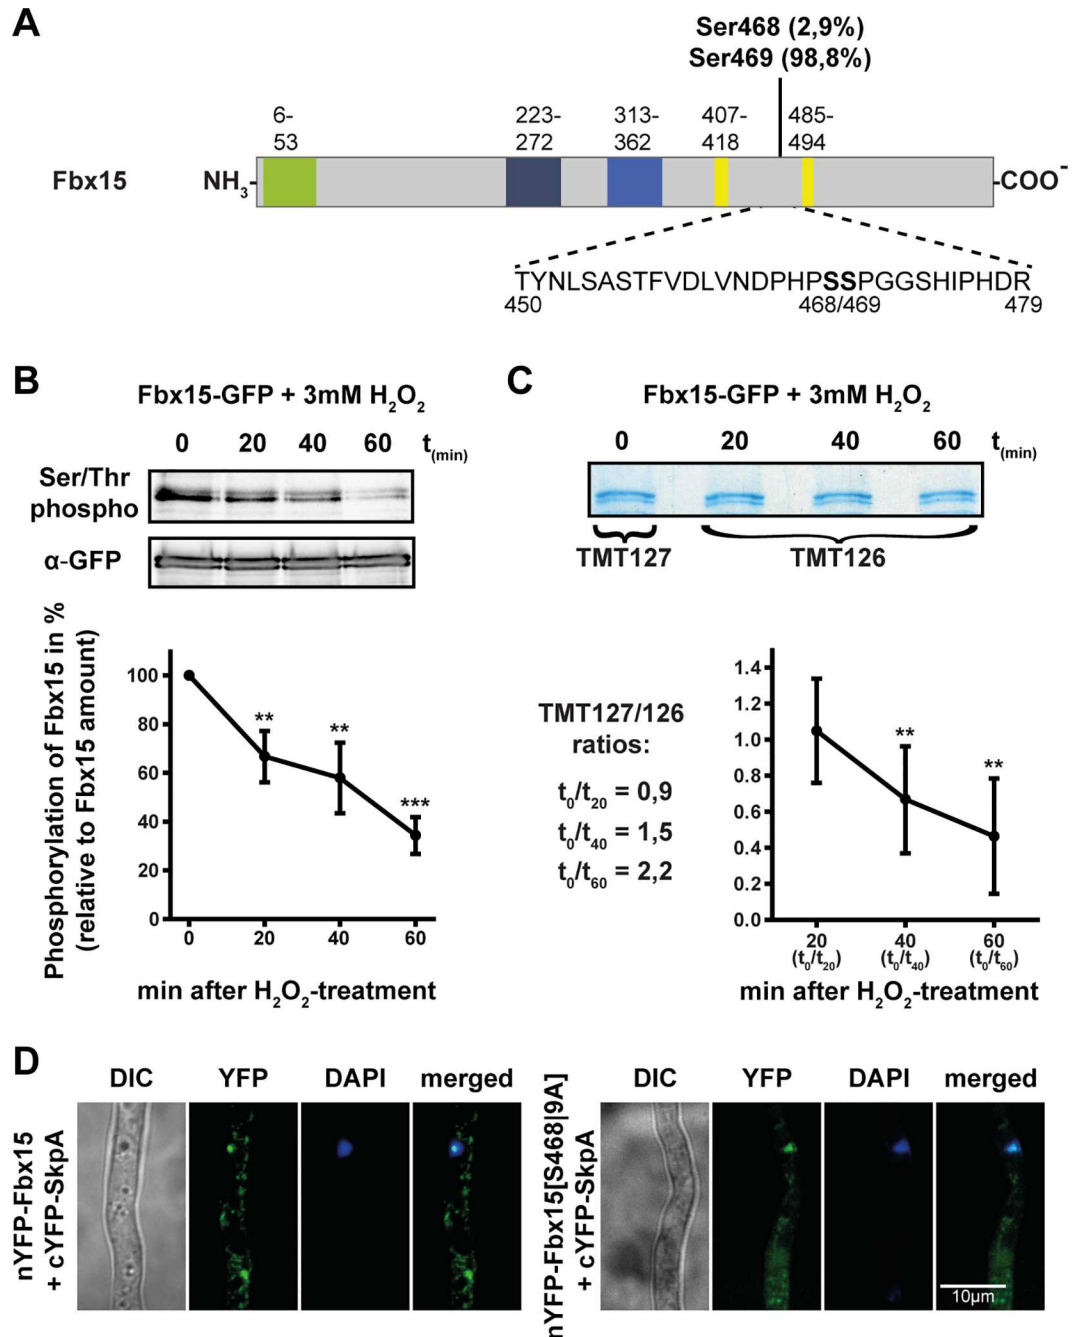 A
Ser468 (2,9%)
Ser469 (98,8%)
6-
53
223-
272
313-
362
407-
418
485-
494
Fbx15
NH3-
-COO-
TYNLSASTFVDLVNDPHPSSPGGSHIPHDR
450
468/469
479
B
Fbx15-GFP + 3mM H2O2
0 20 40 60 t(min)
Ser/Thr
phospho
α-GFP
Phosphorylation of Fbx15 in %
(relative to Fbx15 amount)
100
80
60
40
20
0
**
**
***
0 20 40 60
min after H2O2-treatment
C
Fbx15-GFP + 3mM H2O2
0 20 40 60 t(min)
TMT127
TMT126
TMT127/126
ratios:
t0/t20 = 0,9
t0/t40 = 1,5
t0/t60 = 2,2
1.4
1.2
1.0
0.8
0.6
0.4
0.2
0.0
**
**
20 40 60
(t0/t20) (t0/t40) (t0/t60)
min after H2O2-treatment
D
DIC YFP DAPI merged
nYFP-Fbx15
+ cYFP-SkpA
DIC YFP DAPI merged
nYFP-Fbx15[S468|9A]
+ cYFP-SkpA
10µm